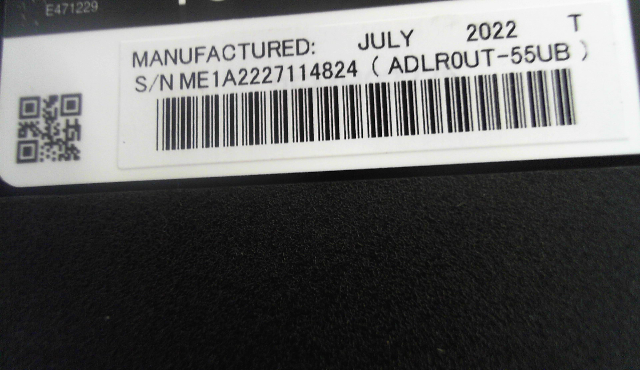 E471229
MANUFACTURED: JULY 2022 T
S/N ME1A2227114824 ( ADLR0UT-55UB )